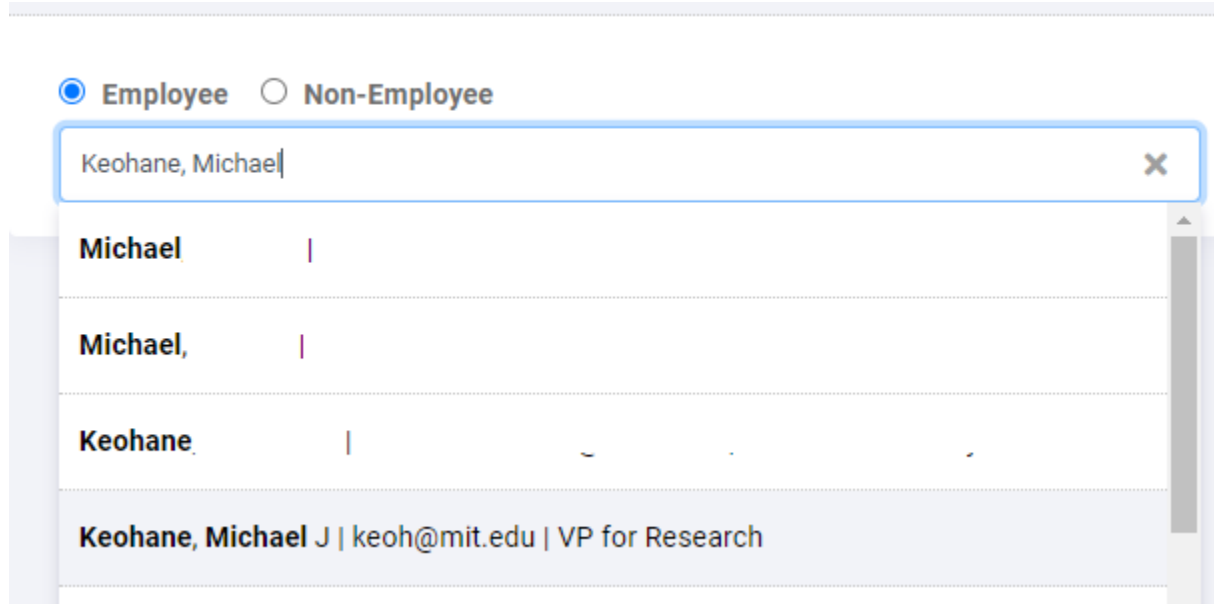 Employee Non-Employee
Keohane, Michael
Michael |
Michael, |
Keohane |
Keohane, Michael J | keoh@mit.edu | VP for Research